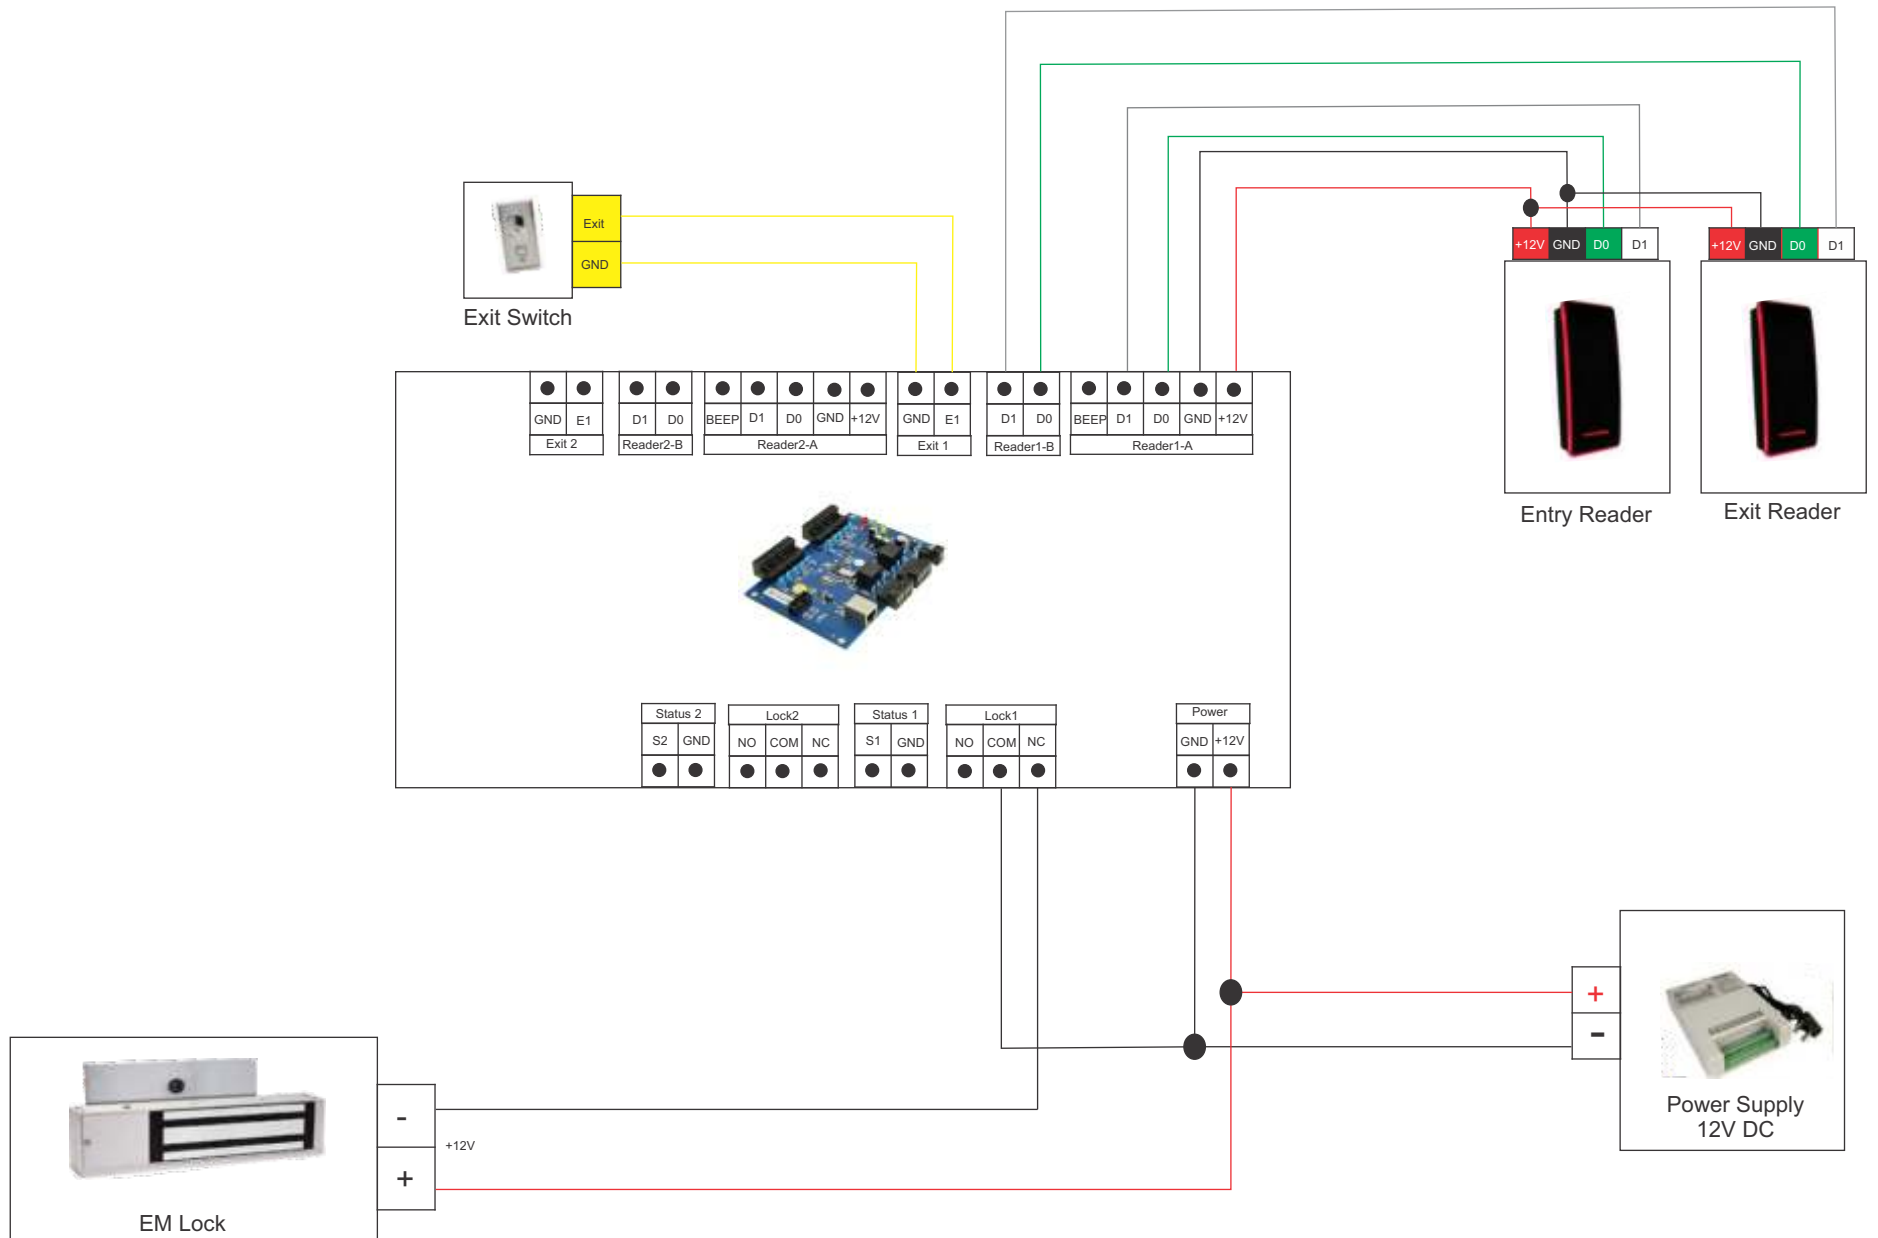 +12V GND D0 D1
+12V GND D0 D1
Exit
GND
Exit Switch
Entry Reader
Exit Reader
GND E1
Exit 2
D1 D0
Reader2-B
BEEP D1 D0 GND +12V
Reader2-A
GND E1
Exit 1
D1 D0
Reader1-B
BEEP D1 D0 GND +12V
Reader1-A
Status 2
S2 GND
Lock2
NO COM NC
Status 1
S1 GND
Lock1
NO COM NC
Power
GND +12V
+
-
Power Supply
12V DC
-
+12V
+
EM Lock